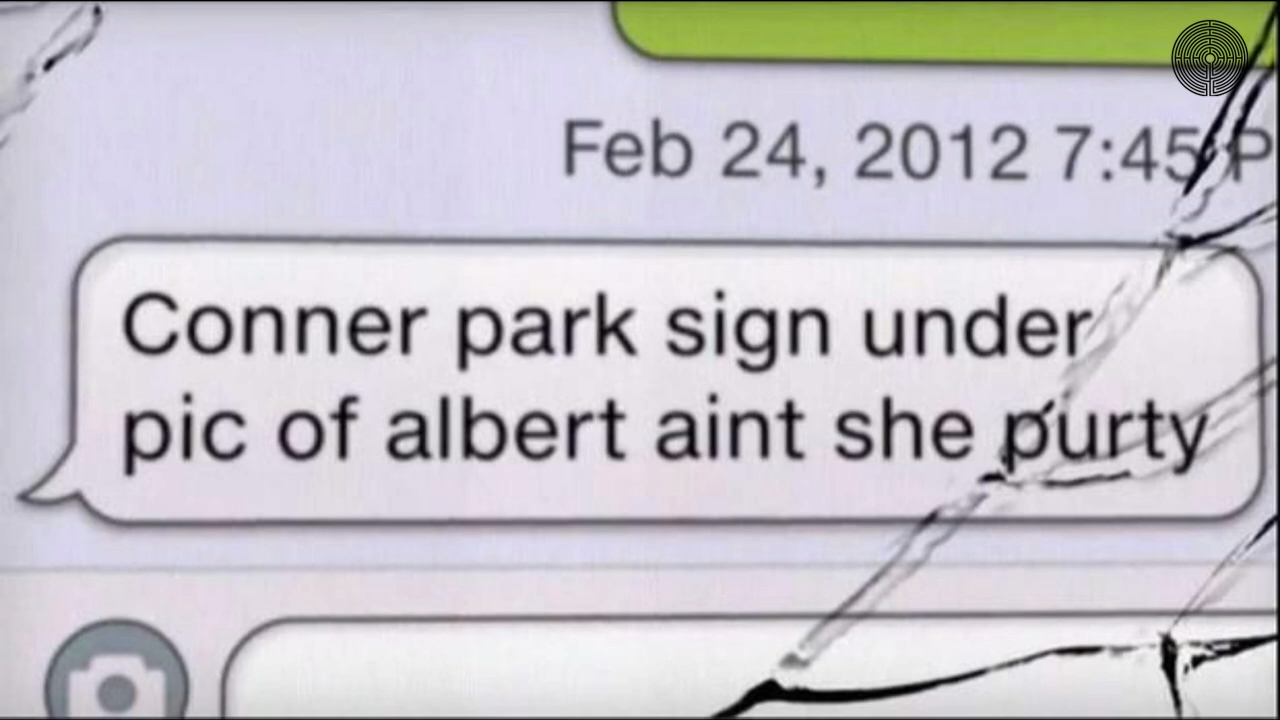 Feb 24, 2012 7:45 P
Conner park sign under
pic of albert aint she purty